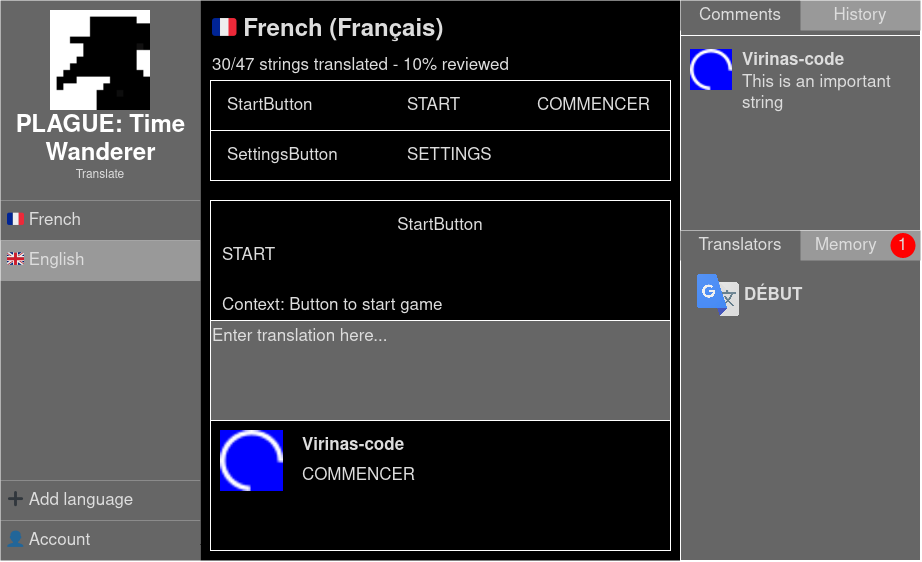 PLAGUE: Time
Wanderer
Translate
French
English
Add language
Account
French (Français)
30/47 strings translated - 10% reviewed
StartButton START COMMENCER
SettingsButton SETTINGS
StartButton
START
Context: Button to start game
Enter translation here...
Virinas-code
COMMENCER
Comments History
Virinas-code
This is an important
string
Translators Memory 1
G 文 DÉBUT